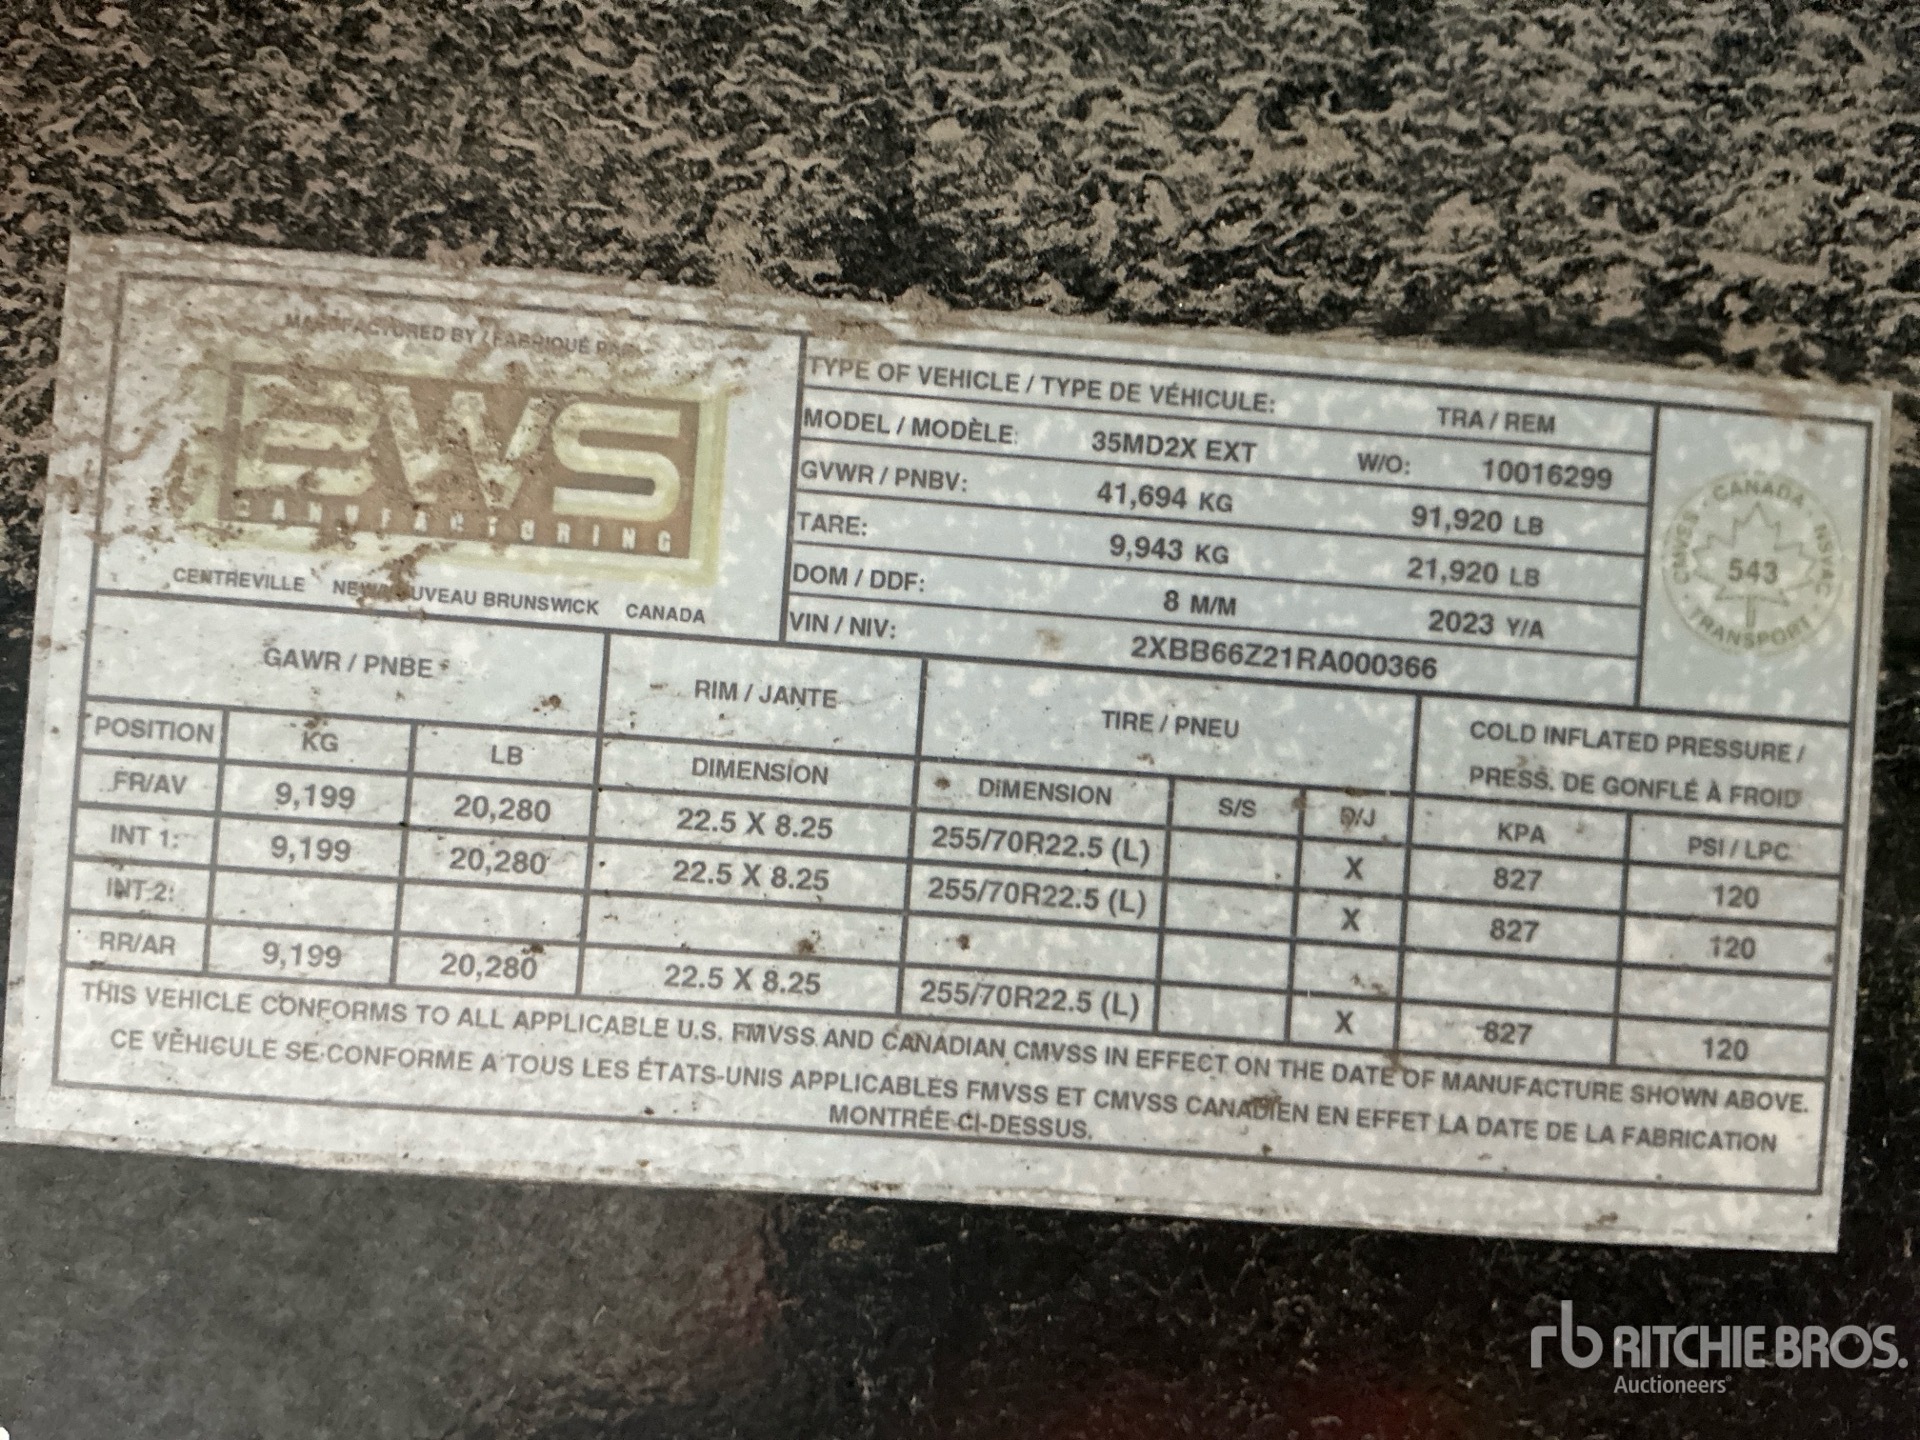 MANUFACTURED BY / FABRIQUÉ PAR
BWS
MANUFACTURING
CENTREVILLE BRUNSWICK CANADA
TYPE OF VEHICLE / TYPE DE VÉHICULE: TRA / REM
MODEL / MODÈLE: 35MD2X EXT W/O: 10016299
GVWR / PNBV: 41,694 KG 91,920 LB
TARE: 9,943 KG 21,920 LB
DOM / DDF: 8 M/M 2023 Y/A
VIN / NIV: 2XBB66Z21RA000366
CANADA
CMVSS NSVAC
543
TRANSPORT
GAWR / PNBE RIM / JANTE TIRE / PNEU COLD INFLATED PRESSURE /
PRESS. DE GONFLÉ À FROID
POSITION KG LB DIMENSION DIMENSION S/S D/J KPA PSI / LPC
FR/AV 9,199 20,280 22.5 X 8.25 255/70R22.5 (L) X 827 120
INT 1: 9,199 20,280 22.5 X 8.25 255/70R22.5 (L) X 827 120
INT 2:
RR/AR 9,199 20,280 22.5 X 8.25 255/70R22.5 (L) X 827 120
THIS VEHICLE CONFORMS TO ALL APPLICABLE U.S. FMVSS AND CANADIAN CMVSS IN EFFECT ON THE DATE OF MANUFACTURE SHOWN ABOVE.
CE VÉHICULE SE CONFORME A TOUS LES ÉTATS-UNIS APPLICABLES FMVSS ET CMVSS CANADIEN EN EFFET LA DATE DE LA FABRICATION
MONTRÉE CI-DESSUS.
rb RITCHIE BROS.
Auctioneers